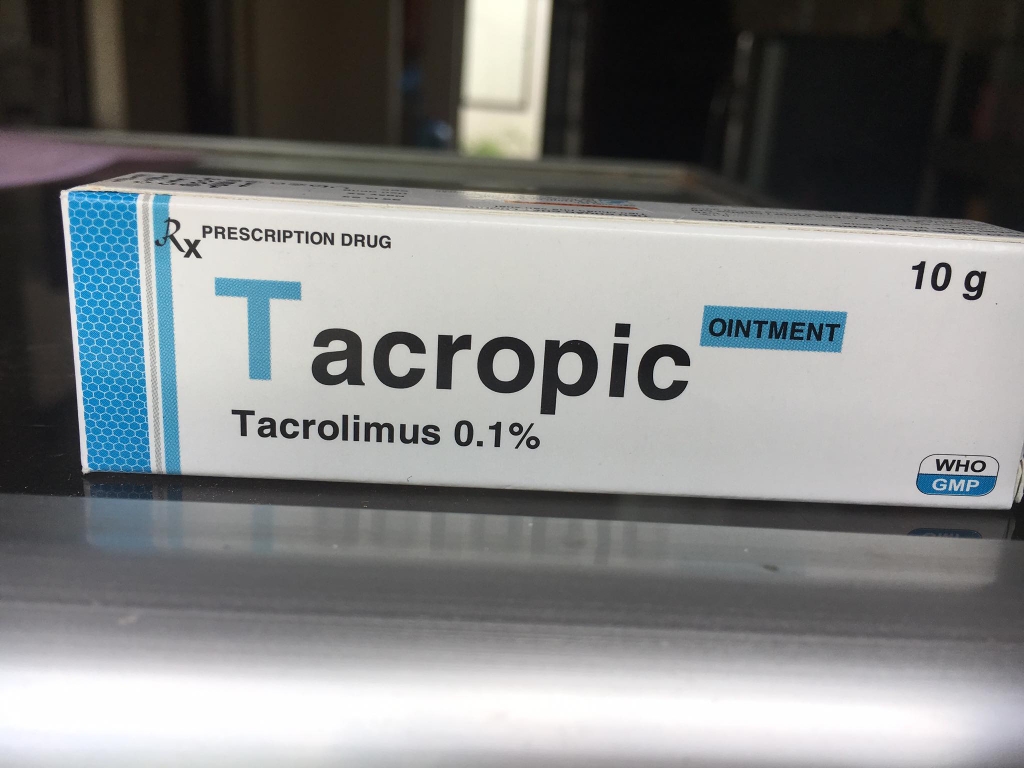 Rx PRESCRIPTION DRUG
10 g
Tacropic
OINTMENT
Tacrolimus 0.1%
WHO
GMP